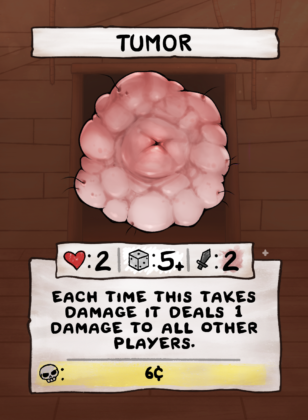 TUMOR
:2 :5+ :2
EACH TIME THIS TAKES
DAMAGE IT DEALS 1
DAMAGE TO ALL OTHER
PLAYERS.
: 6¢